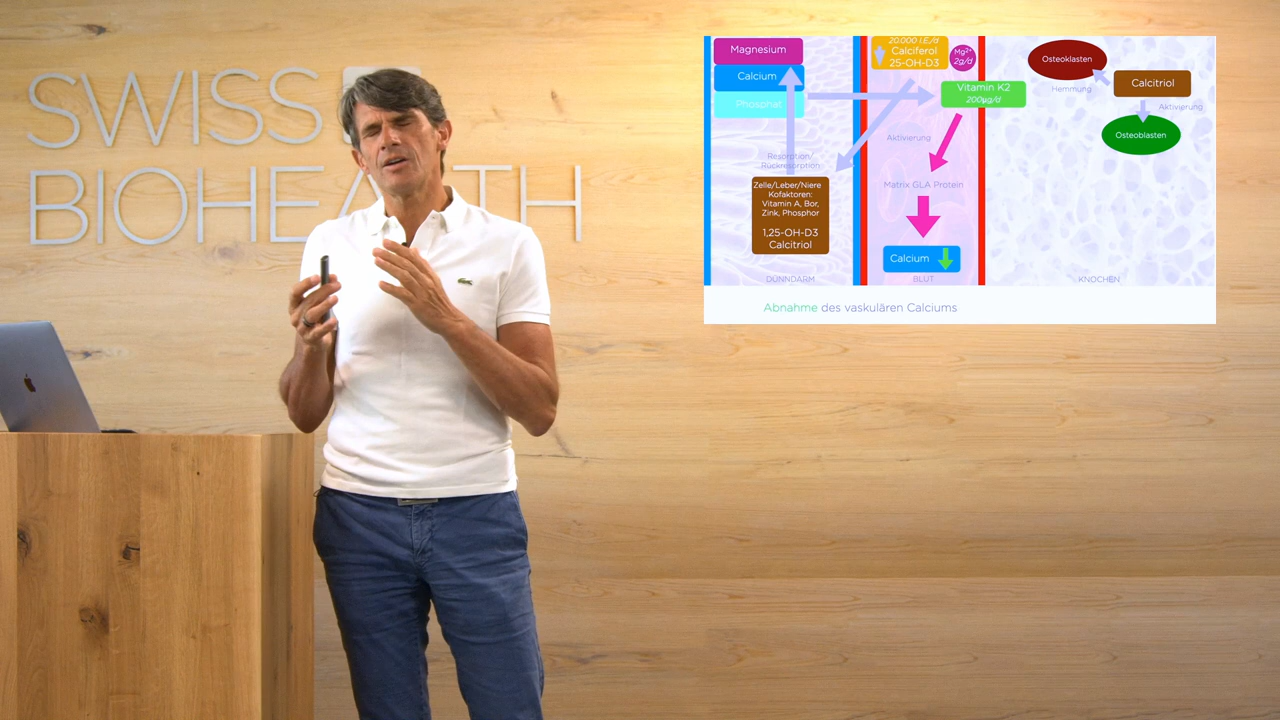 SWISS
BIOHEALTH
Magnesium
Calcium
Phosphat
Resorption/
Rückresorption
Zelle/Leber/Niere
Kofaktoren:
Vitamin A, Bor,
Zink, Phosphor
1,25-OH-D3
Calcitriol
DÜNNDARM
20.000 I.E/d
Calciferol
25-OH-D3
Mg²⁺
2g/d
Vitamin K2
200µg/d
Aktivierung
Matrix GLA Protein
Calcium
BLUT
Osteoklasten
Hemmung
Calcitriol
Aktivierung
Osteoblasten
KNOCHEN
Abnahme des vaskulären Calciums